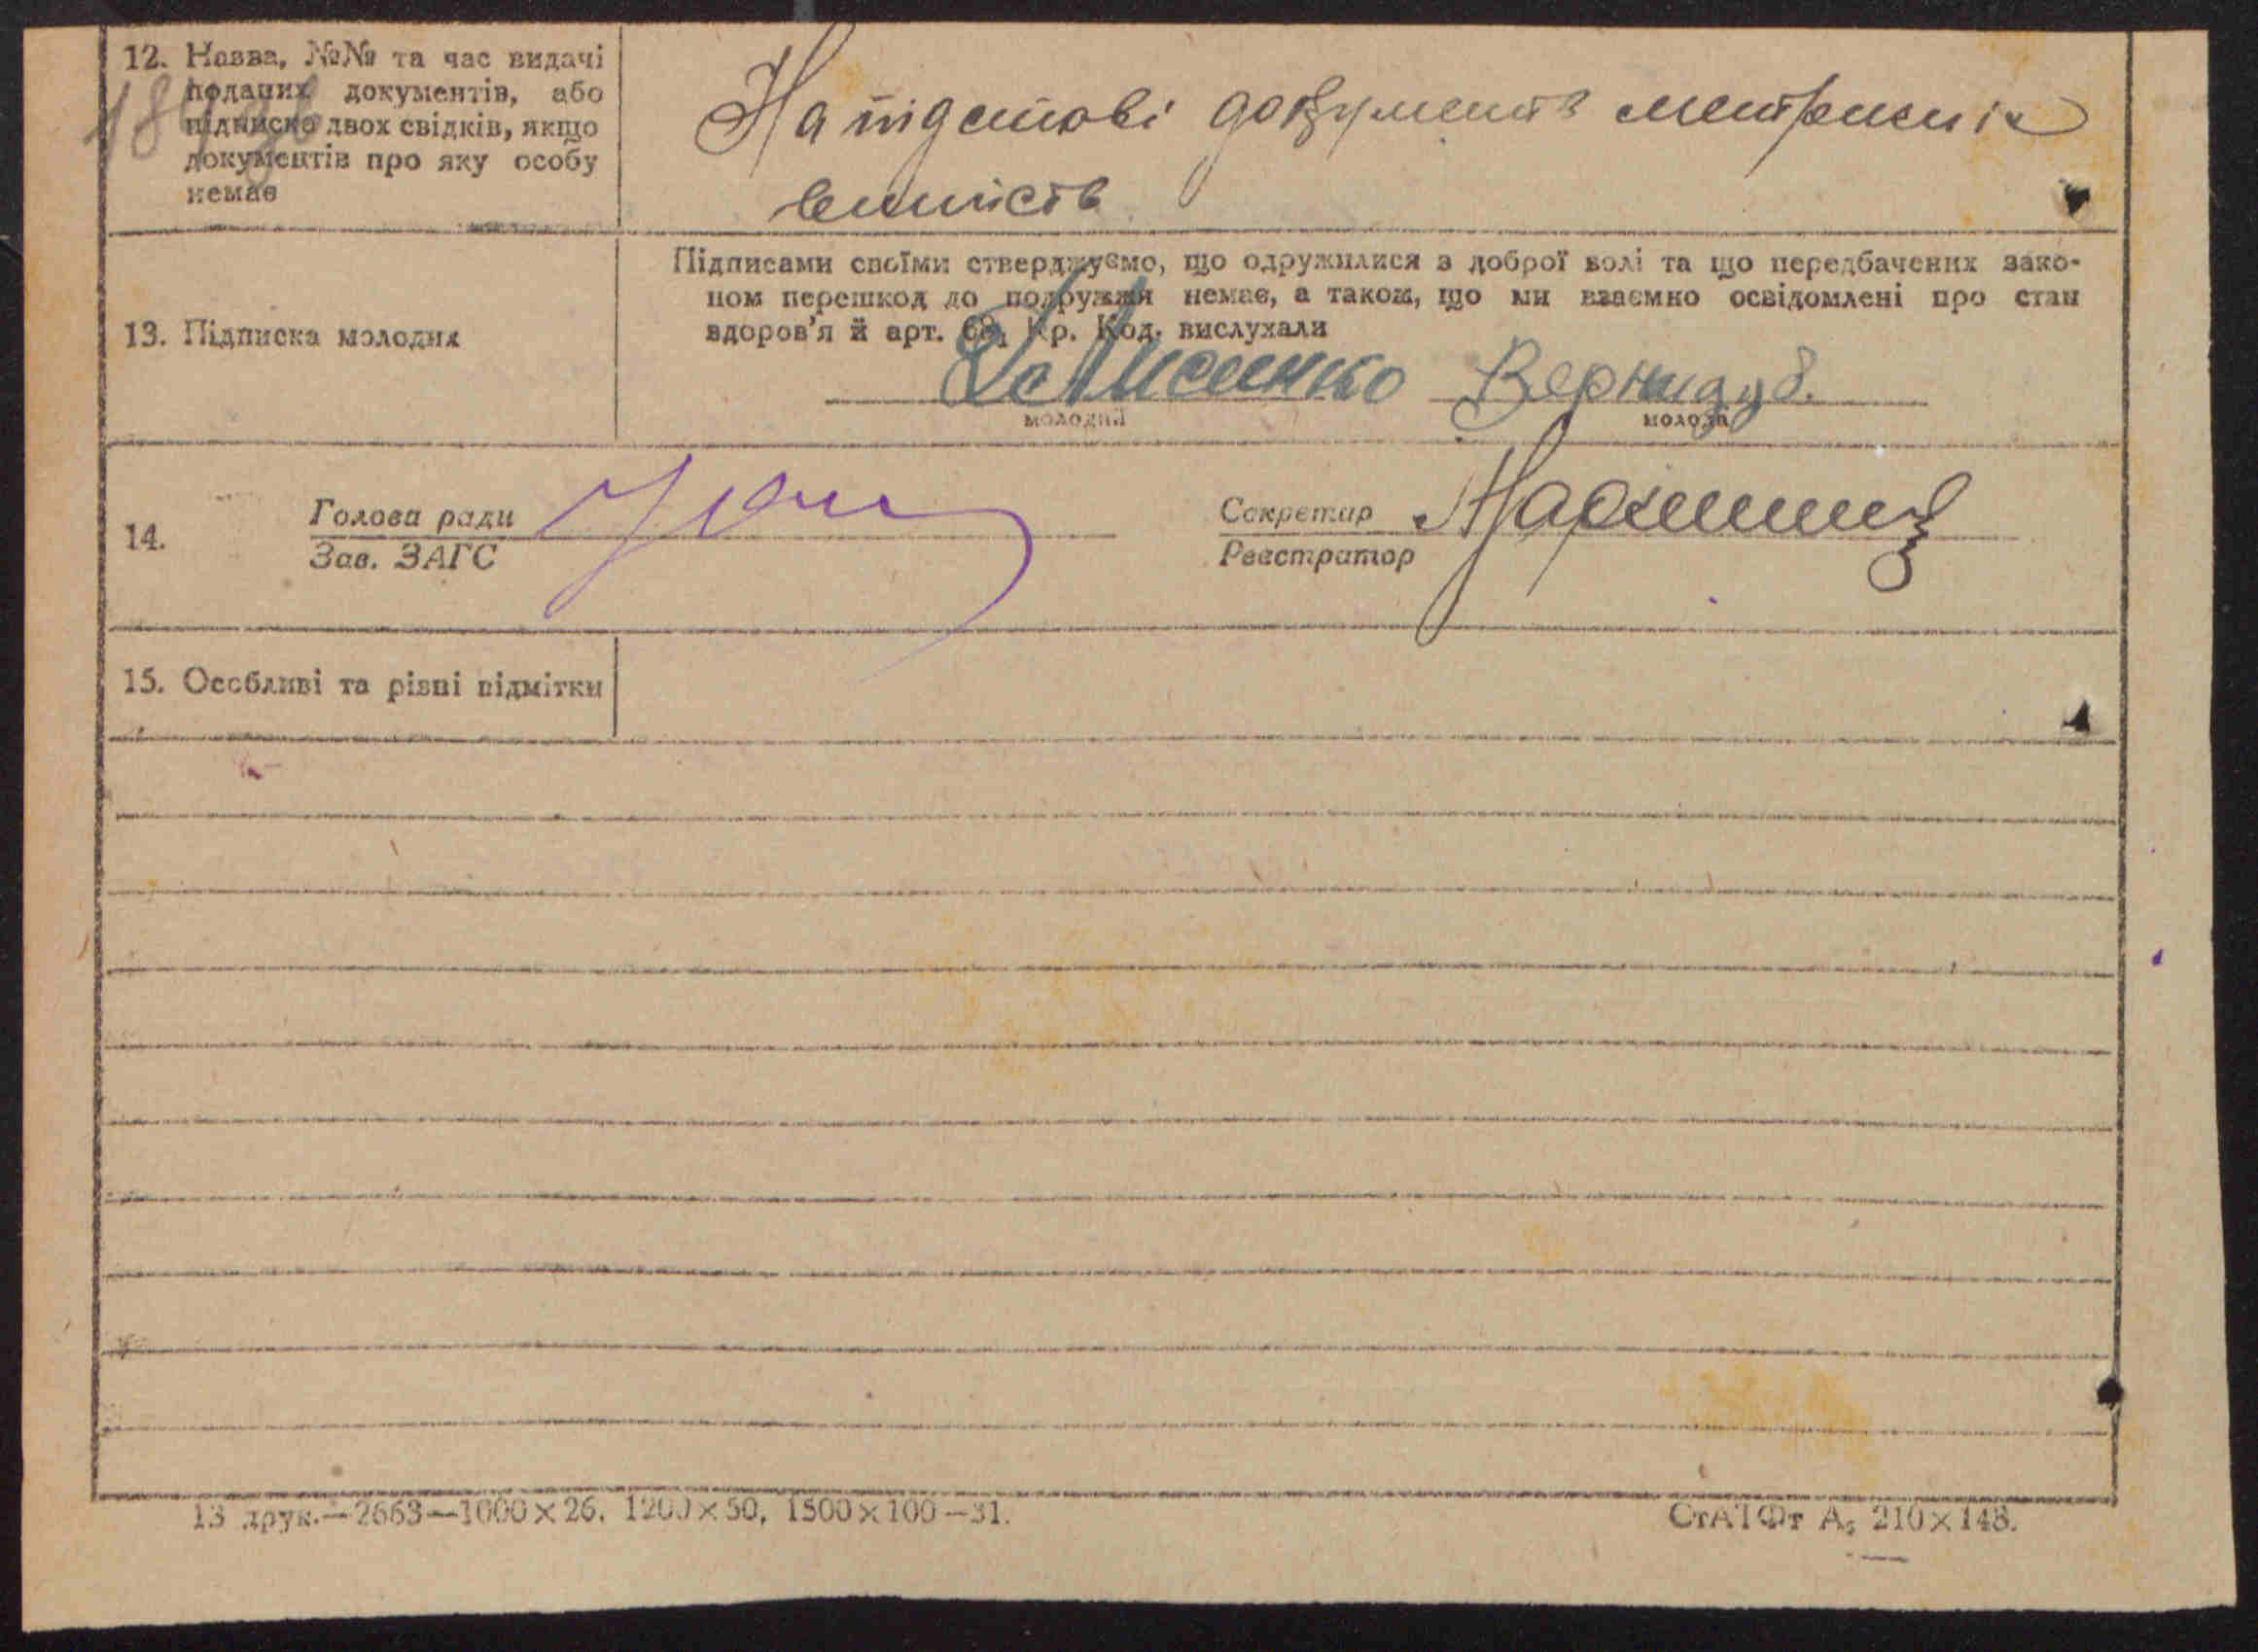 12. Назва, №№ та час видачі
поданих документів, або
підписка двох свідків, якщо
документів про яку особу
немає
На підставі документів метричних
13. Підписка молодих
Підписами своїми стверджуємо, що одружилися з доброї волі та що передбачених зако-
ном перешкод до подружжя немає, а також, що ми взаємно освідомлені про стан
здоров'я й арт. 68₁ Кр. Код. вислухали
Лисенко Вернидуб.
молодий молода
14.
Голова ради
Зав. ЗАГС
Секретар
Реєстратор
15. Особливі та різні відмітки
13 друк.—2663—1000×26. 1200×50, 1500×100—31.
СтАТФт А₅ 210×148.